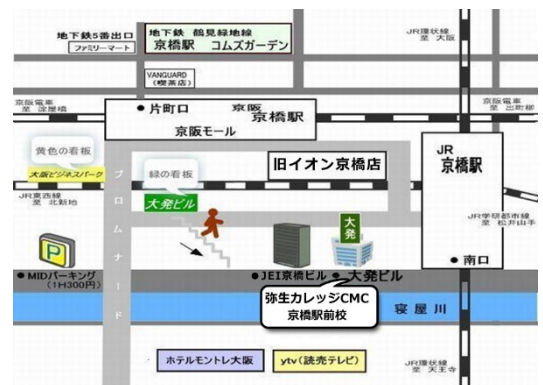 地下鉄5番出口
ファミリーマート
地下鉄 鶴見緑地線
京橋駅 コムズガーデン
JR環状線
至 大阪
VANGUARD
(喫茶店)
京阪電車
至 淀屋橋
●片町口
京阪
京橋駅
京阪モール
京阪電車
至 出町柳
黄色の看板
大阪ビジネスパーク
緑の看板
大発ビル
旧イオン京橋店
JR
京橋駅
JR東西線
至 北新地
プロムナード
JR学研都市線
至 松井山手
大発
P
●MIDパーキング
(1H300円)
●JEI京橋ビル
●大発ビル
●南口
弥生カレッジCMC
京橋駅前校
寝屋川
ホテルモントレ大阪
ytv(読売テレビ)
JR環状線
至 天王寺